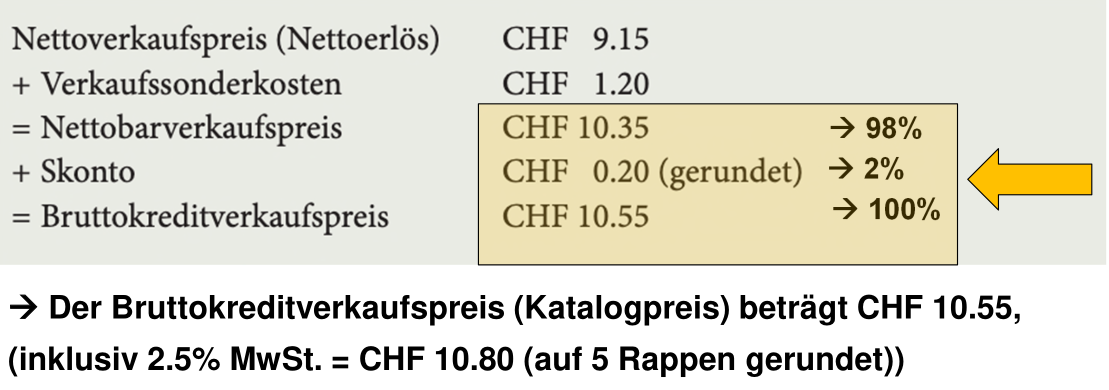 Nettoverkaufspreis (Nettoerlös) CHF 9.15
+ Verkaufssonderkosten CHF 1.20
= Nettobarverkaufspreis CHF 10.35 → 98%
+ Skonto CHF 0.20 (gerundet) → 2%
= Bruttokreditverkaufspreis CHF 10.55 → 100%
→ Der Bruttokreditverkaufspreis (Katalogpreis) beträgt CHF 10.55,
(inklusiv 2.5% MwSt. = CHF 10.80 (auf 5 Rappen gerundet))